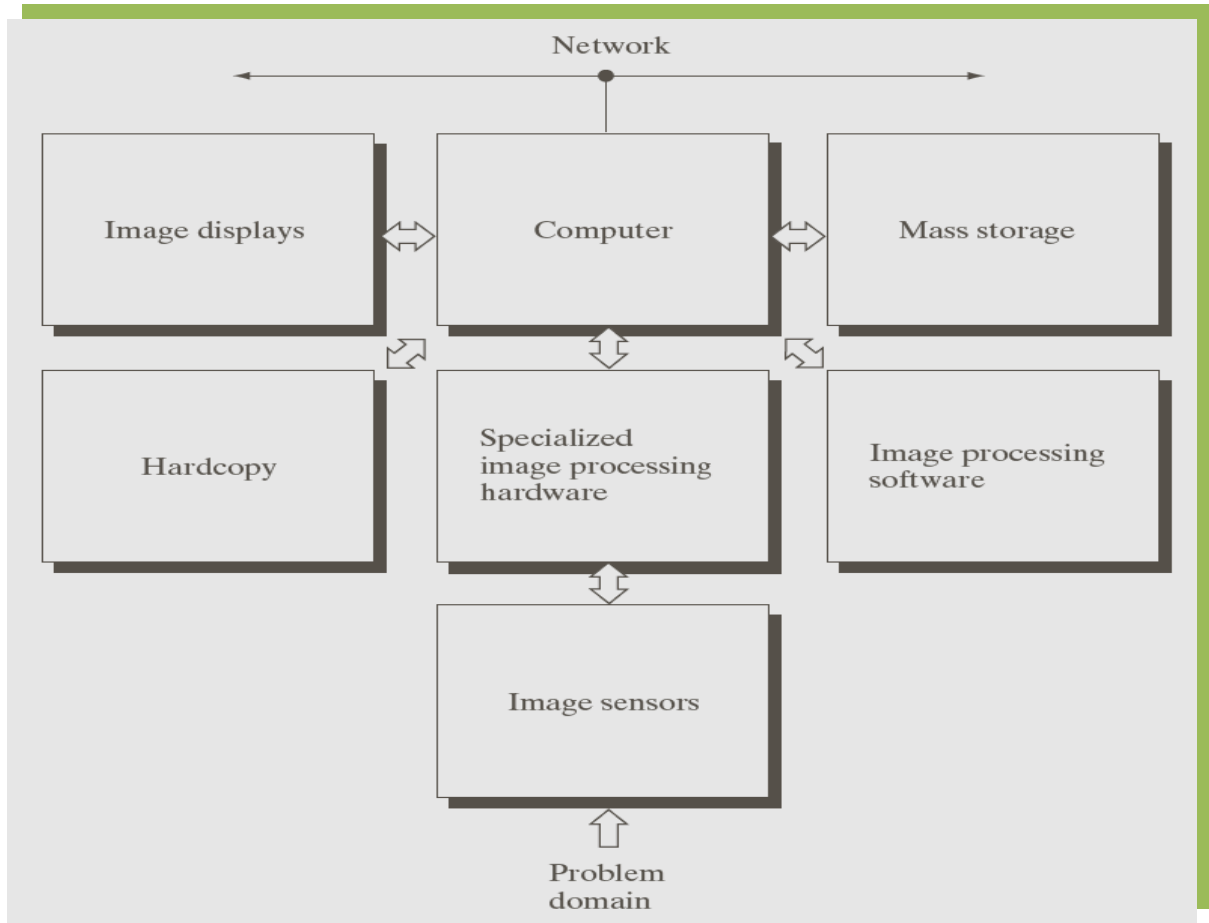 Network
Image displays
Computer
Mass storage
Hardcopy
Specialized
image processing
hardware
Image processing
software
Image sensors
Problem
domain